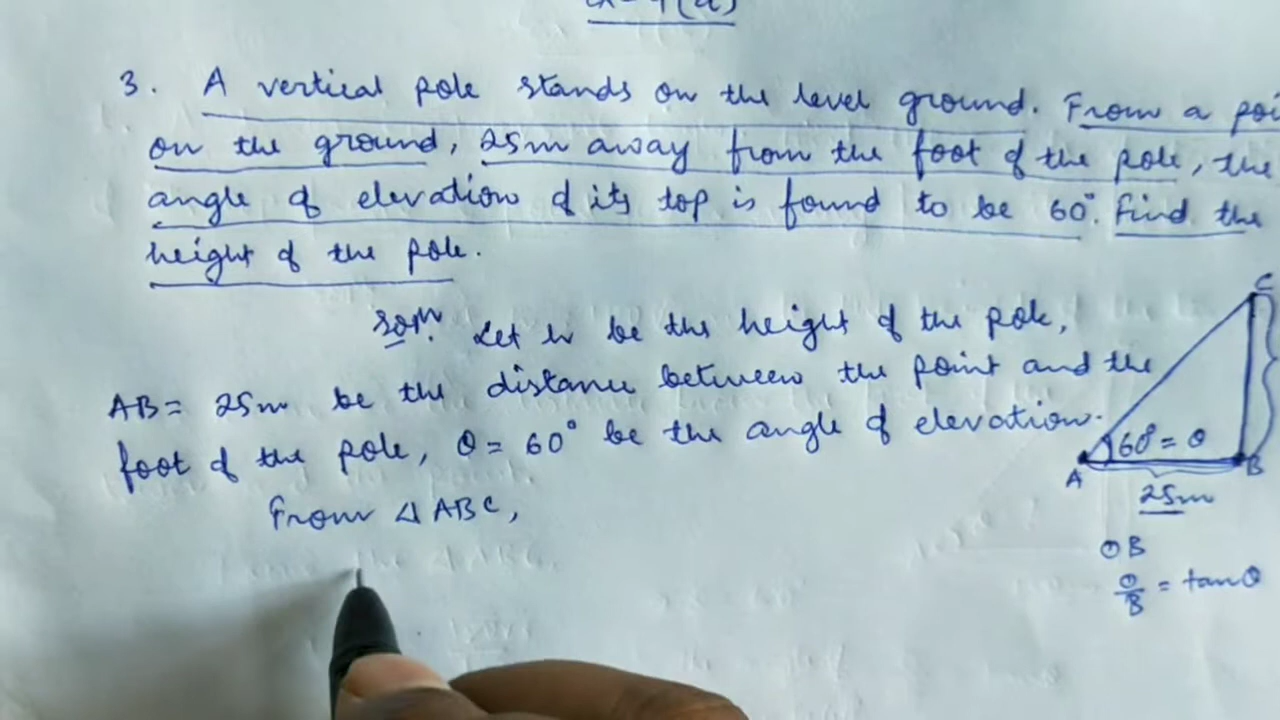 3. A vertical pole stands on the level ground. From a poi
on the ground, 25m away from the foot of the pole, the
angle of elevation of its top is found to be 60°. Find the
height of the pole.
Soln. Let h be the height of the pole,
AB = 25m be the distance between the point and the
foot of the pole, θ = 60° be the angle of elevation.
From △ ABC,
C
60° = θ
A
B
25m
OB
O/B = tanθ